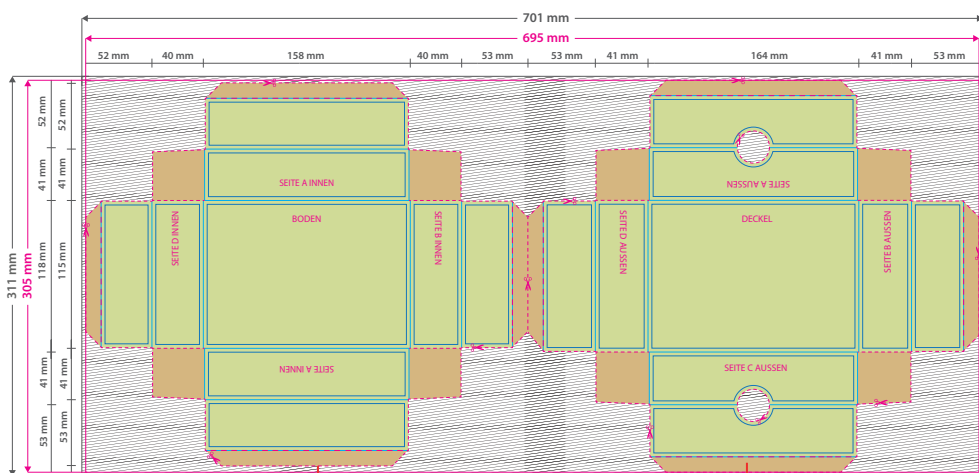 701 mm
695 mm
52 mm
40 mm
158 mm
40 mm
53 mm
53 mm
41 mm
164 mm
41 mm
53 mm
311 mm
305 mm
52 mm
41 mm
118 mm
41 mm
53 mm
52 mm
41 mm
115 mm
41 mm
53 mm
SEITE A INNEN
BODEN
SEITE D INNEN
SEITE B INNEN
SEITE A INNEN
SEITE A AUSSEN
DECKEL
SEITE D AUSSEN
SEITE B AUSSEN
SEITE C AUSSEN